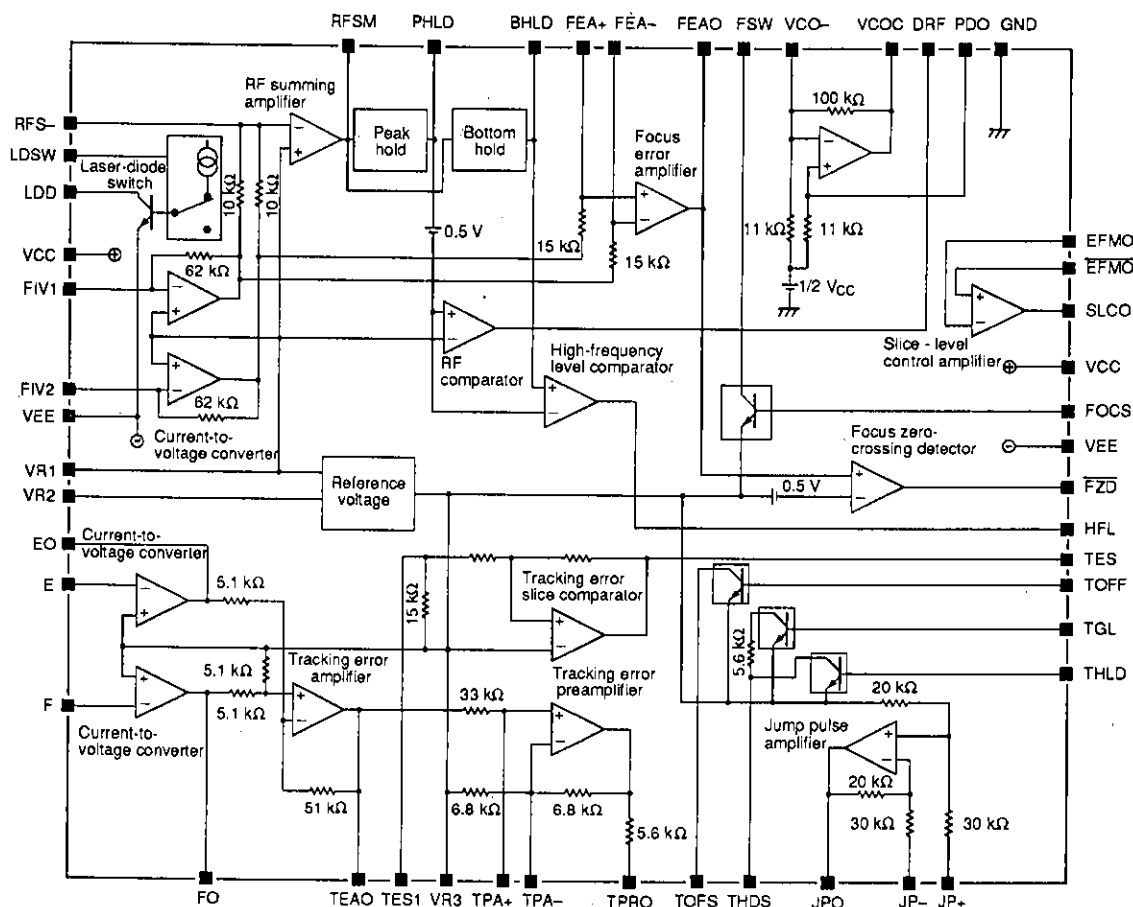 RFSM PHLD BHLD FEA+ FEA− FEAO FSW VCO− VCOC DRF PDO GND
RF summing
amplifier
RFS−
LDSW
Laser-diode
switch
LDD
VCC
FIV1
FIV2
VEE
Current-to-
voltage converter
10 kΩ
10 kΩ
62 kΩ
62 kΩ
Peak
hold
Bottom
hold
0.5 V
Focus
error
amplifier
15 kΩ
15 kΩ
100 kΩ
11 kΩ
11 kΩ
1/2 VCC
RF
comparator
High-frequency
level comparator
EFMO
EFMO
SLCO
Slice - level
control amplifier
VCC
FOCS
VEE
Focus zero-
crossing detector
FZD
0.5 V
HFL
VR1
VR2
Reference
voltage
EO
Current-to-
voltage converter
E
5.1 kΩ
15 kΩ
Tracking error
slice comparator
TES
TOFF
TGL
THLD
5.6 kΩ
5.1 kΩ
Tracking error
amplifier
F
5.1 kΩ
Current-to-
voltage converter
33 kΩ
Tracking error
preamplifier
20 kΩ
Jump pulse
amplifier
20 kΩ
51 kΩ
6.8 kΩ
6.8 kΩ
5.6 kΩ
30 kΩ
30 kΩ
FO TEAO TES1 VR3 TPA+ TPA− TPRO TOFS THDS JPO JP− JP+